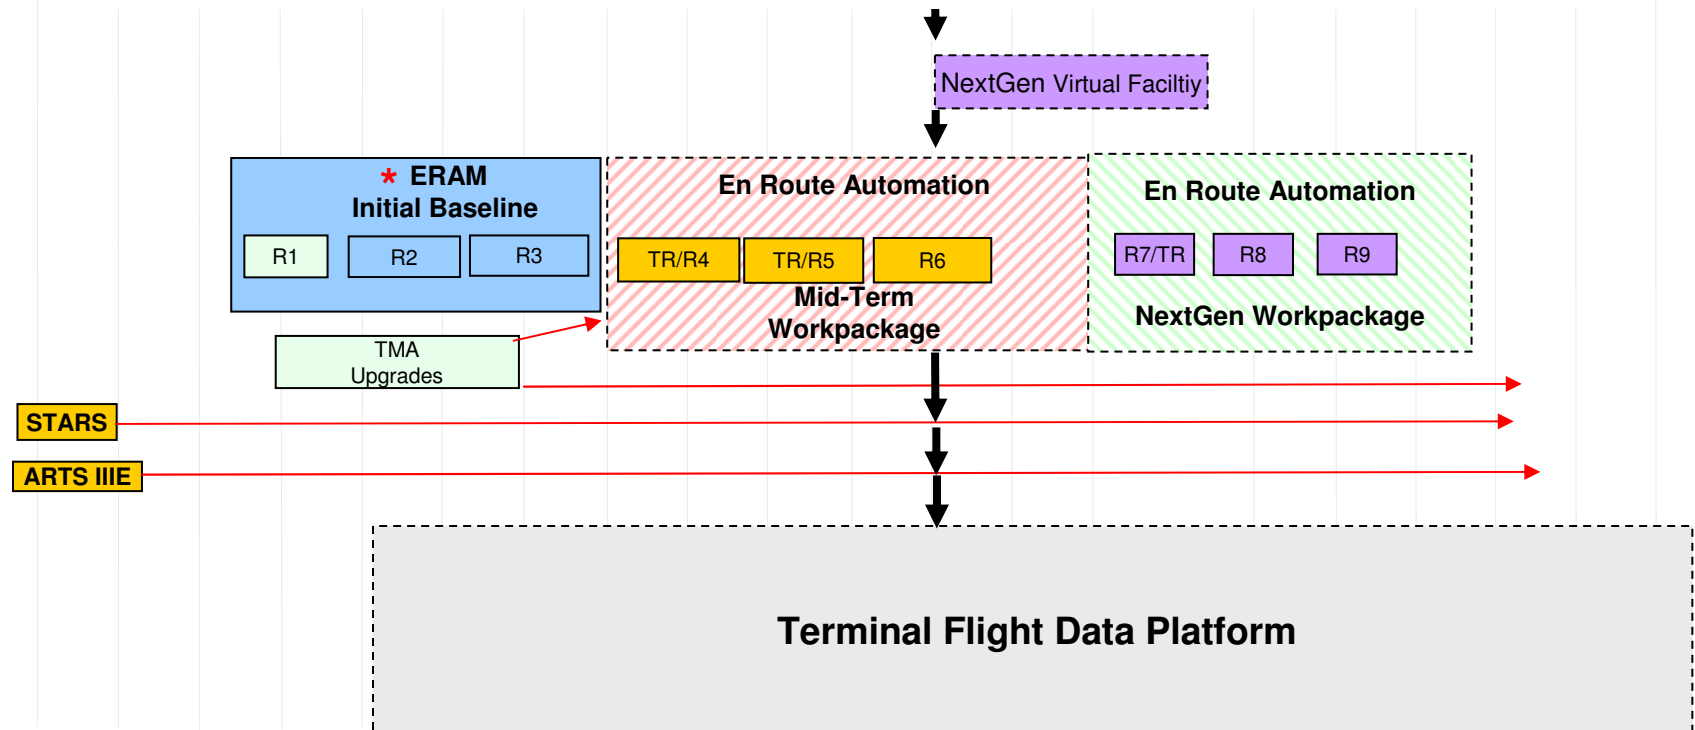 NextGen Virtual Faciltiy
* ERAM
Initial Baseline
R1
R2
R3
En Route Automation
TR/R4
TR/R5
R6
Mid-Term
Workpackage
En Route Automation
R7/TR
R8
R9
NextGen Workpackage
TMA
Upgrades
STARS
ARTS IIIE
Terminal Flight Data Platform